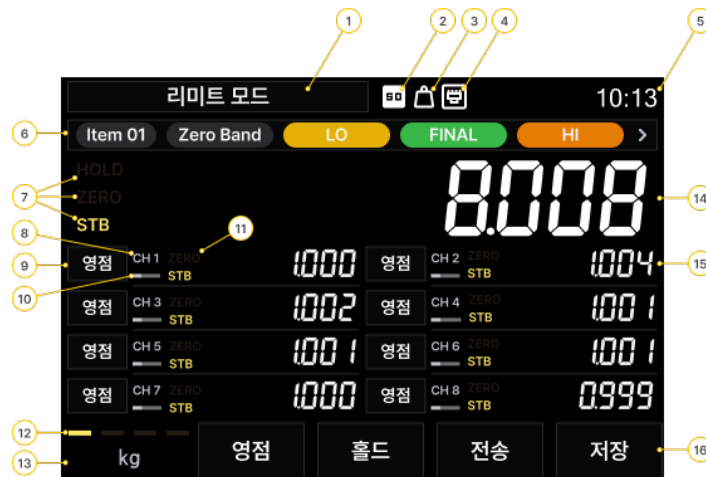 1 2 3 4 5
리미트 모드 SD 10:13
6 Item 01 Zero Band LO FINAL HI >
HOLD
7 ZERO 8.008 14
STB
8 11
9 영점 CH 1 ZERO STB 1.000 영점 CH 2 ZERO STB 1.004 15
10
영점 CH 3 ZERO STB 1.002 영점 CH 4 ZERO STB 1.001
영점 CH 5 ZERO STB 1.001 영점 CH 6 ZERO STB 1.001
영점 CH 7 ZERO STB 1.000 영점 CH 8 ZERO STB 0.999
12
13 kg 영점 홀드 전송 저장 16